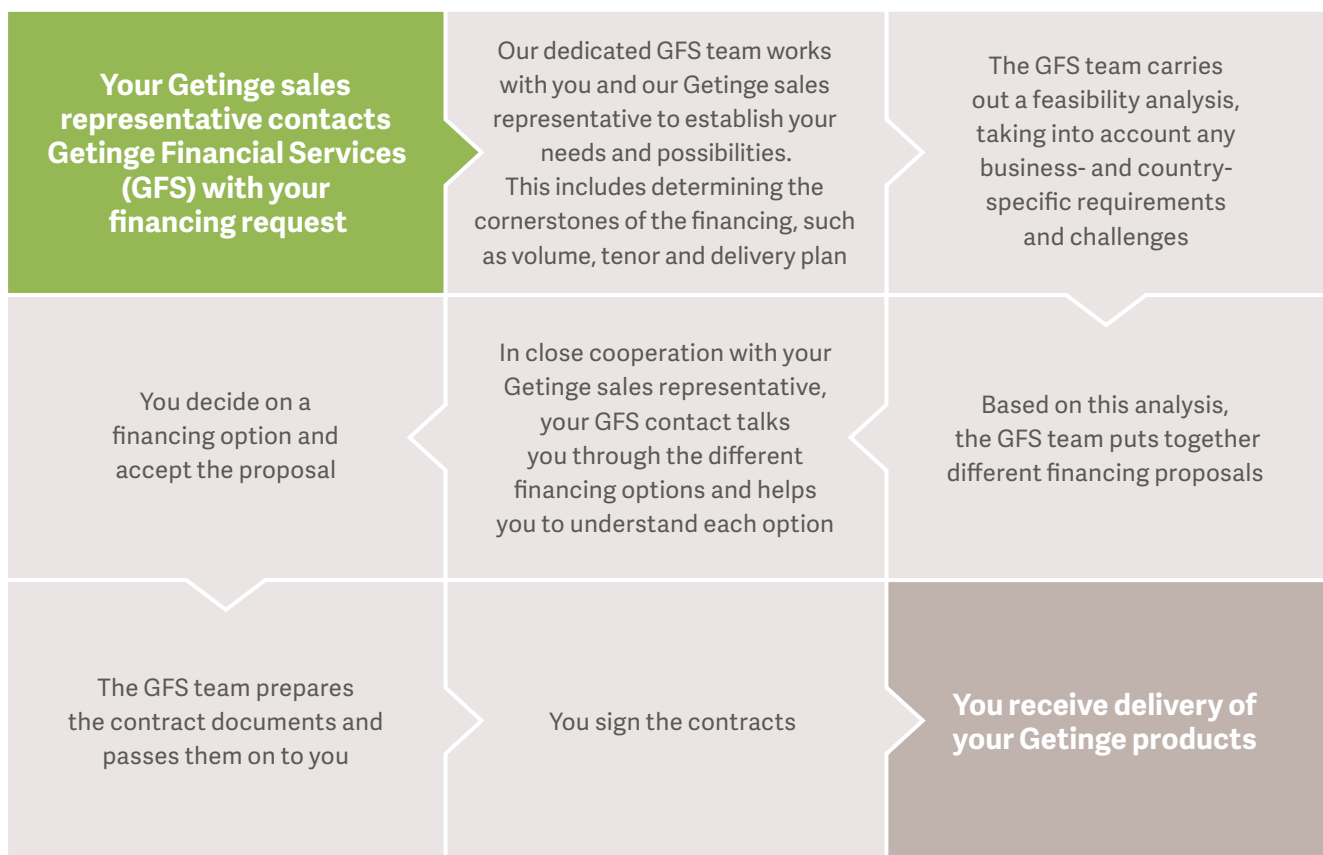 Your Getinge sales
representative contacts
Getinge Financial Services
(GFS) with your
financing request
Our dedicated GFS team works
with you and our Getinge sales
representative to establish your
needs and possibilities.
This includes determining the
cornerstones of the financing, such
as volume, tenor and delivery plan
The GFS team carries
out a feasibility analysis,
taking into account any
business- and country-
specific requirements
and challenges
Based on this analysis,
the GFS team puts together
different financing proposals
In close cooperation with your
Getinge sales representative,
your GFS contact talks
you through the different
financing options and helps
you to understand each option
You decide on a
financing option and
accept the proposal
The GFS team prepares
the contract documents and
passes them on to you
You sign the contracts
You receive delivery of
your Getinge products